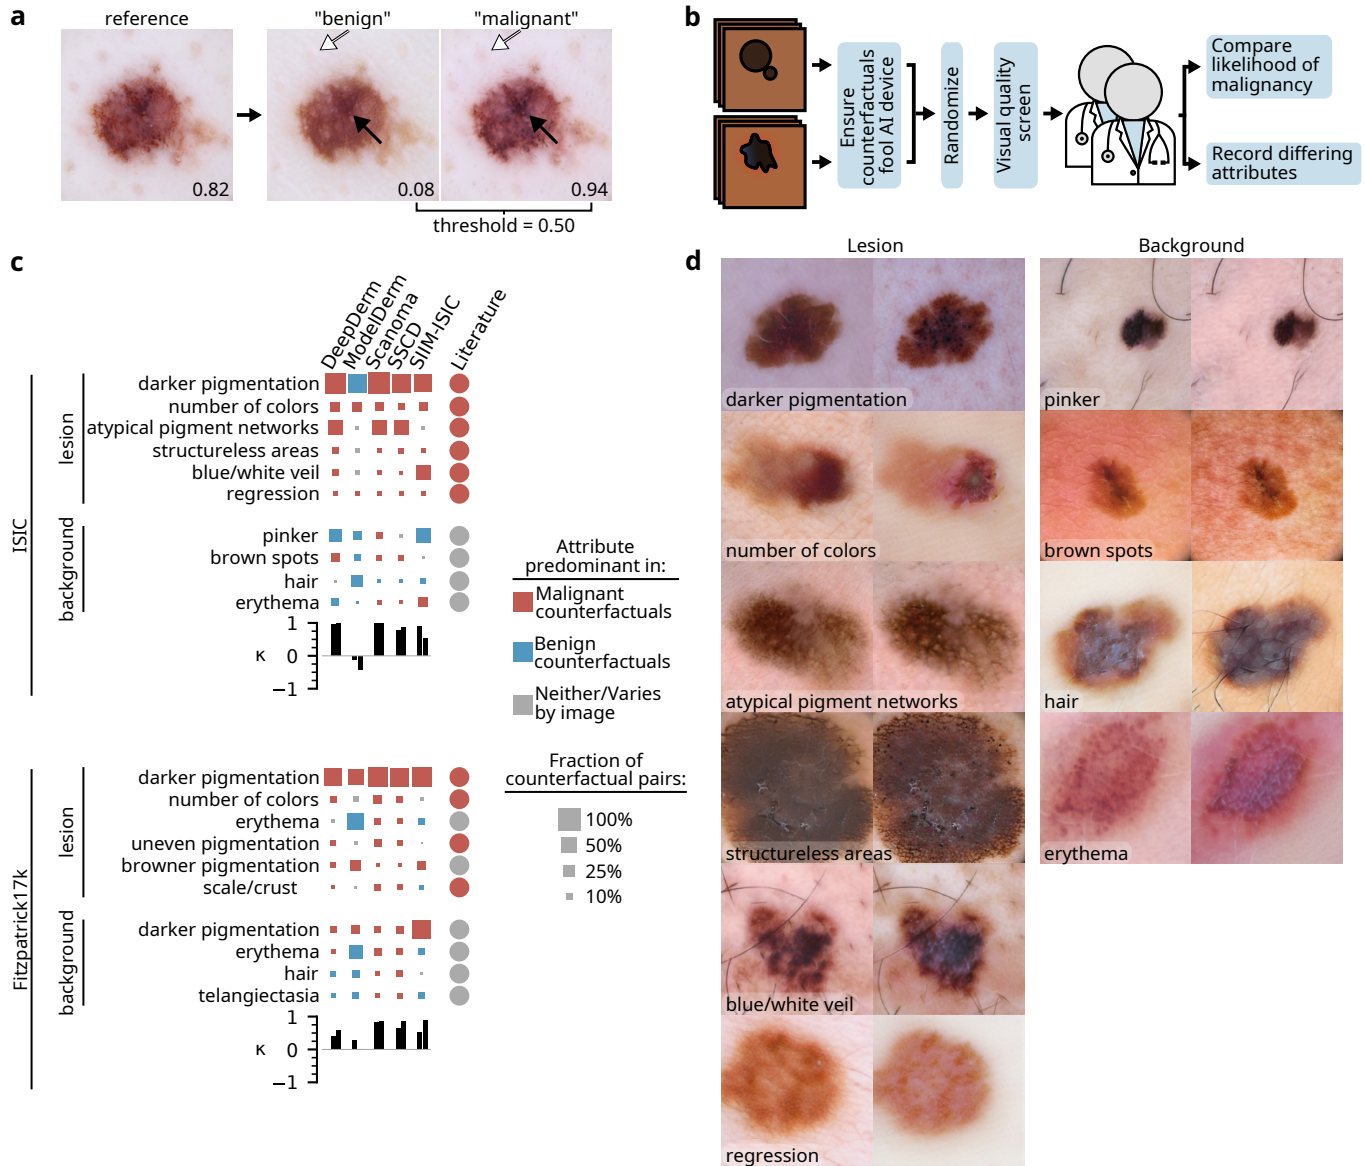 a
reference
"benign"
"malignant"
0.82
0.08
0.94
threshold = 0.50
b
Ensure
counterfactuals
fool AI device
Randomize
Visual quality
screen
Compare
likelihood of
malignancy
Record differing
attributes
c
DeepDerm
ModelDerm
Scanoma
SSCD
SIIM-ISIC
Literature
ISIC
lesion
darker pigmentation
number of colors
atypical pigment networks
structureless areas
blue/white veil
regression
background
pinker
brown spots
hair
erythema
κ
1
0
−1
Attribute
predominant in:
Malignant
counterfactuals
Benign
counterfactuals
Neither/Varies
by image
Fraction of
counterfactual pairs:
100%
50%
25%
10%
Fitzpatrick17k
lesion
darker pigmentation
number of colors
erythema
uneven pigmentation
browner pigmentation
scale/crust
background
darker pigmentation
erythema
hair
telangiectasia
κ
1
0
−1
d
Lesion
Background
darker pigmentation
pinker
number of colors
brown spots
atypical pigment networks
hair
structureless areas
erythema
blue/white veil
regression